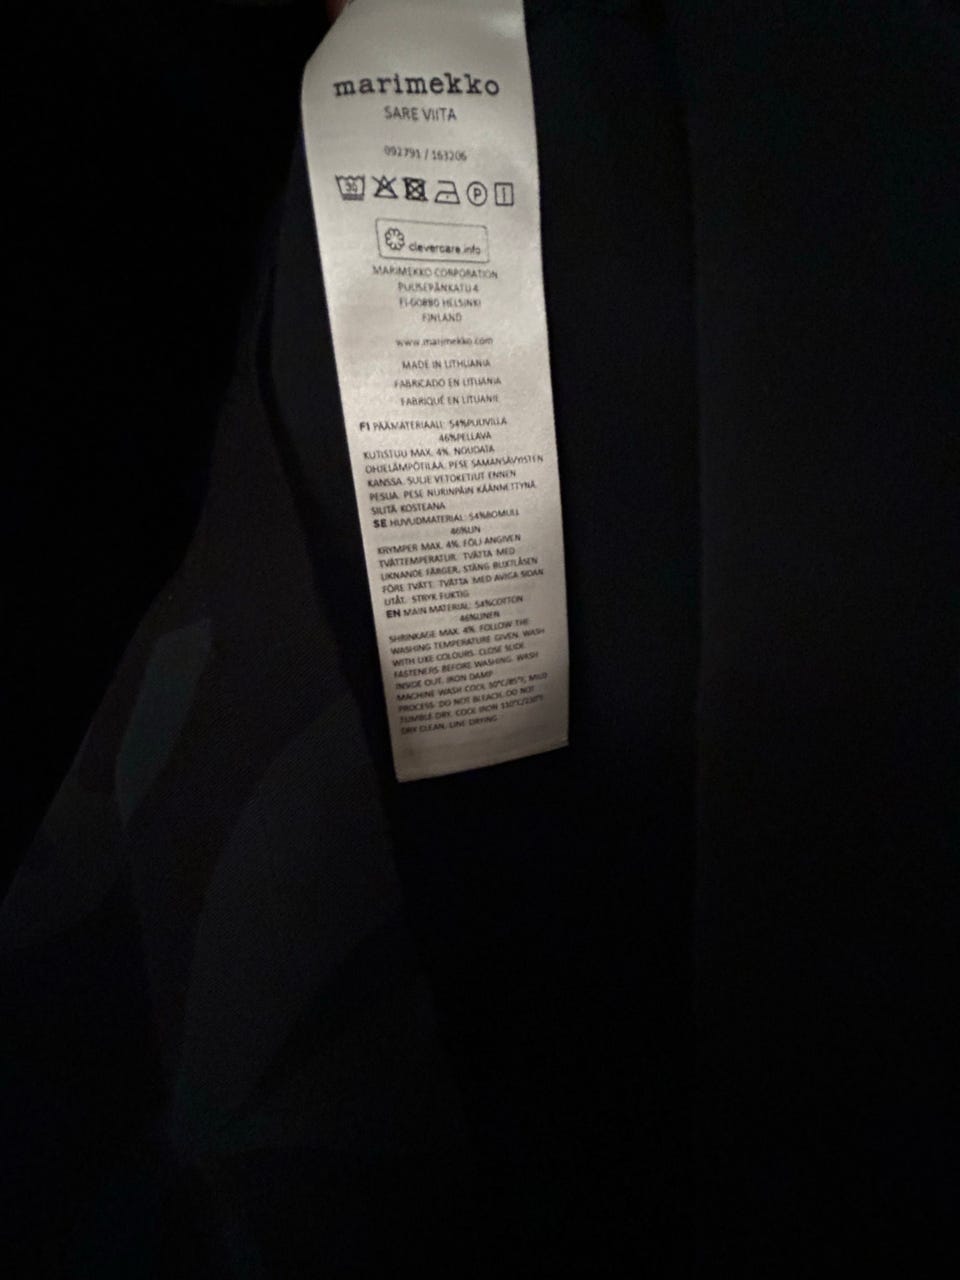 marimekko
SARE VIITA
092791 / 163206
30 P
clevercare.info
MARIMEKKO CORPORATION
PUUSEPÄNKATU 4
FI-00880 HELSINKI
FINLAND
www.marimekko.com
MADE IN LITHUANIA
FABRICADO EN LITUANIA
FABRIQUÉ EN LITUANIE
FI PÄÄMATERIAALI: 54%PUUVILLA
46%PELLAVA
KUTISTUU MAX. 4%. NOUDATA
OHJELÄMPÖTILAA. PESE SAMANSÄVYISTEN
KANSSA. SULJE VETOKETJUT ENNEN
PESUA. PESE NURINPÄIN KÄÄNNETTYNÄ.
SILITÄ KOSTEANA
SE HUVUDMATERIAL: 54%BOMULL
46%LIN
KRYMPER MAX. 4%. FÖLJ ANGIVEN
TVÄTTEMPERATUR. TVÄTTA MED
LIKNANDE FÄRGER. STÄNG BLIXTLÅSEN
FÖRE TVÄTT. TVÄTTA MED AVIGA SIDAN
UTÅT. STRYK FUKTIG
EN MAIN MATERIAL: 54%COTTON
46%LINEN
SHRINKAGE MAX. 4%. FOLLOW THE
WASHING TEMPERATURE GIVEN. WASH
WITH LIKE COLOURS. CLOSE SLIDE
FASTENERS BEFORE WASHING. WASH
INSIDE OUT. IRON DAMP
MACHINE WASH COOL 30°C/85°F, MILD
PROCESS. DO NOT BLEACH. DO NOT
TUMBLE DRY. COOL IRON 110°C/230°F.
DRY CLEAN. LINE DRYING